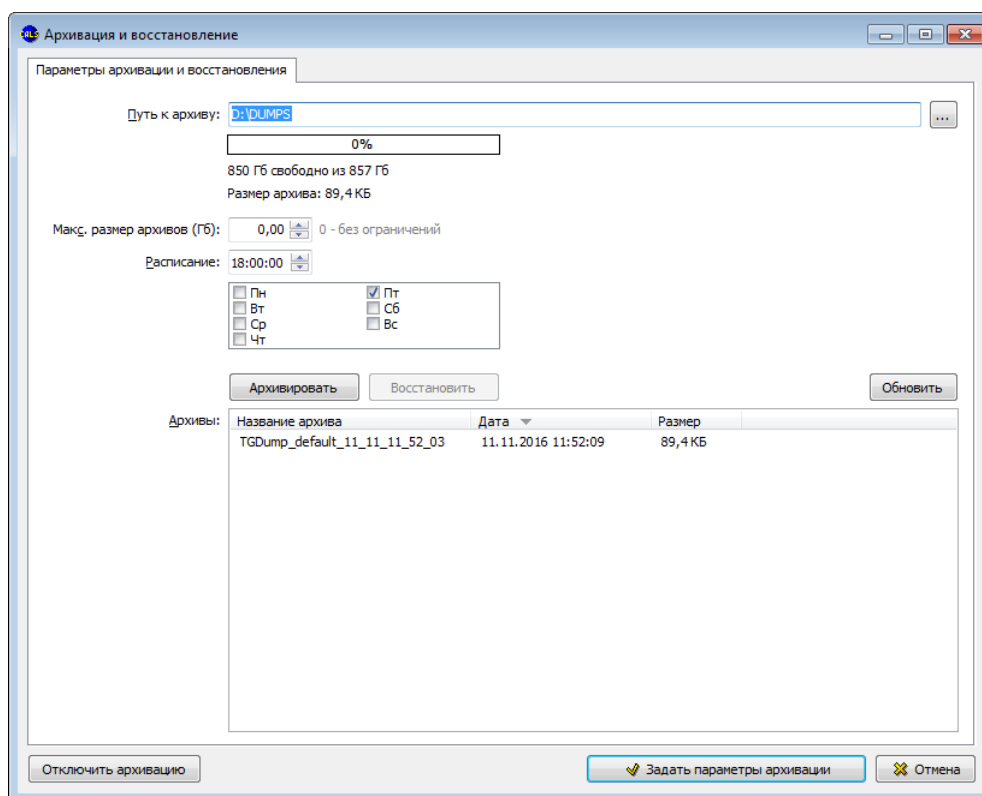 CALS Архивация и восстановление
Параметры архивации и восстановления
Путь к архиву: D:\DUMPS ...
0%
850 Гб свободно из 857 Гб
Размер архива: 89,4 КБ
Макс. размер архивов (Гб): 0,00 0 - без ограничений
Расписание: 18:00:00
Пн Пт
Вт Сб
Ср Вс
Чт
Архивировать Восстановить Обновить
Архивы: Название архива Дата Размер
TGDump_default_11_11_11_52_03 11.11.2016 11:52:09 89,4 КБ
Отключить архивацию Задать параметры архивации Отмена